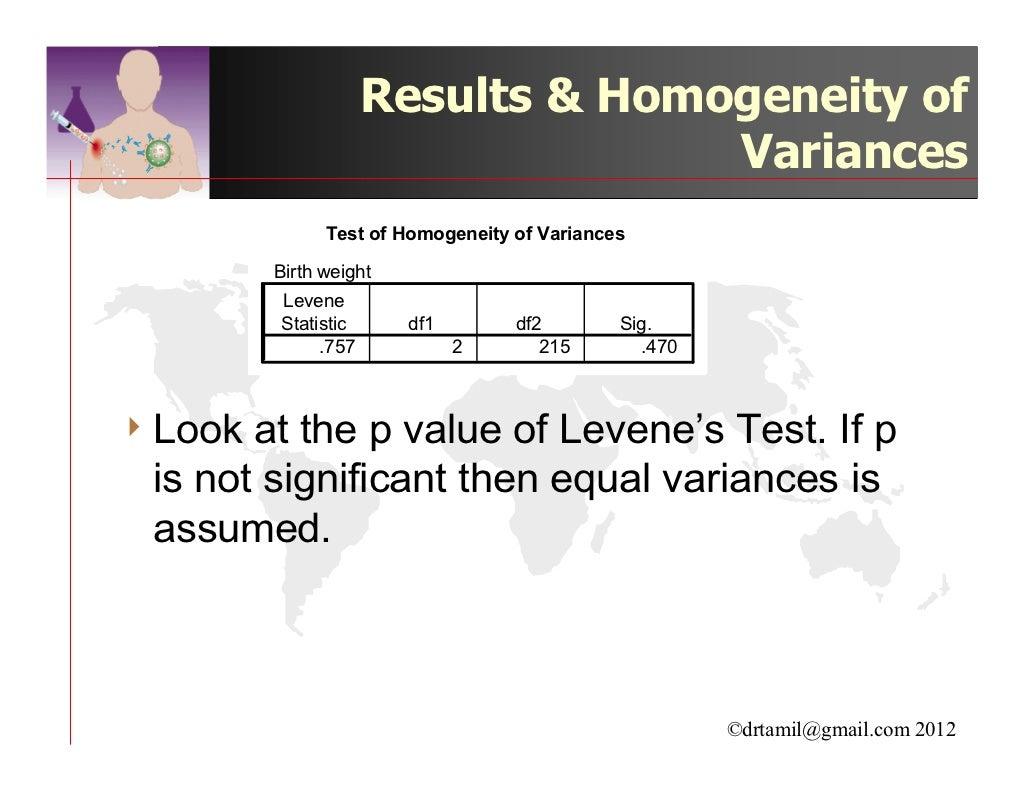 Results & Homogeneity of
Variances
Test of Homogeneity of Variances
Birth weight
Levene
Statistic df1 df2 Sig.
.757 2 215 .470
Look at the p value of Levene’s Test. If p
is not significant then equal variances is
assumed.
©drtamil@gmail.com 2012